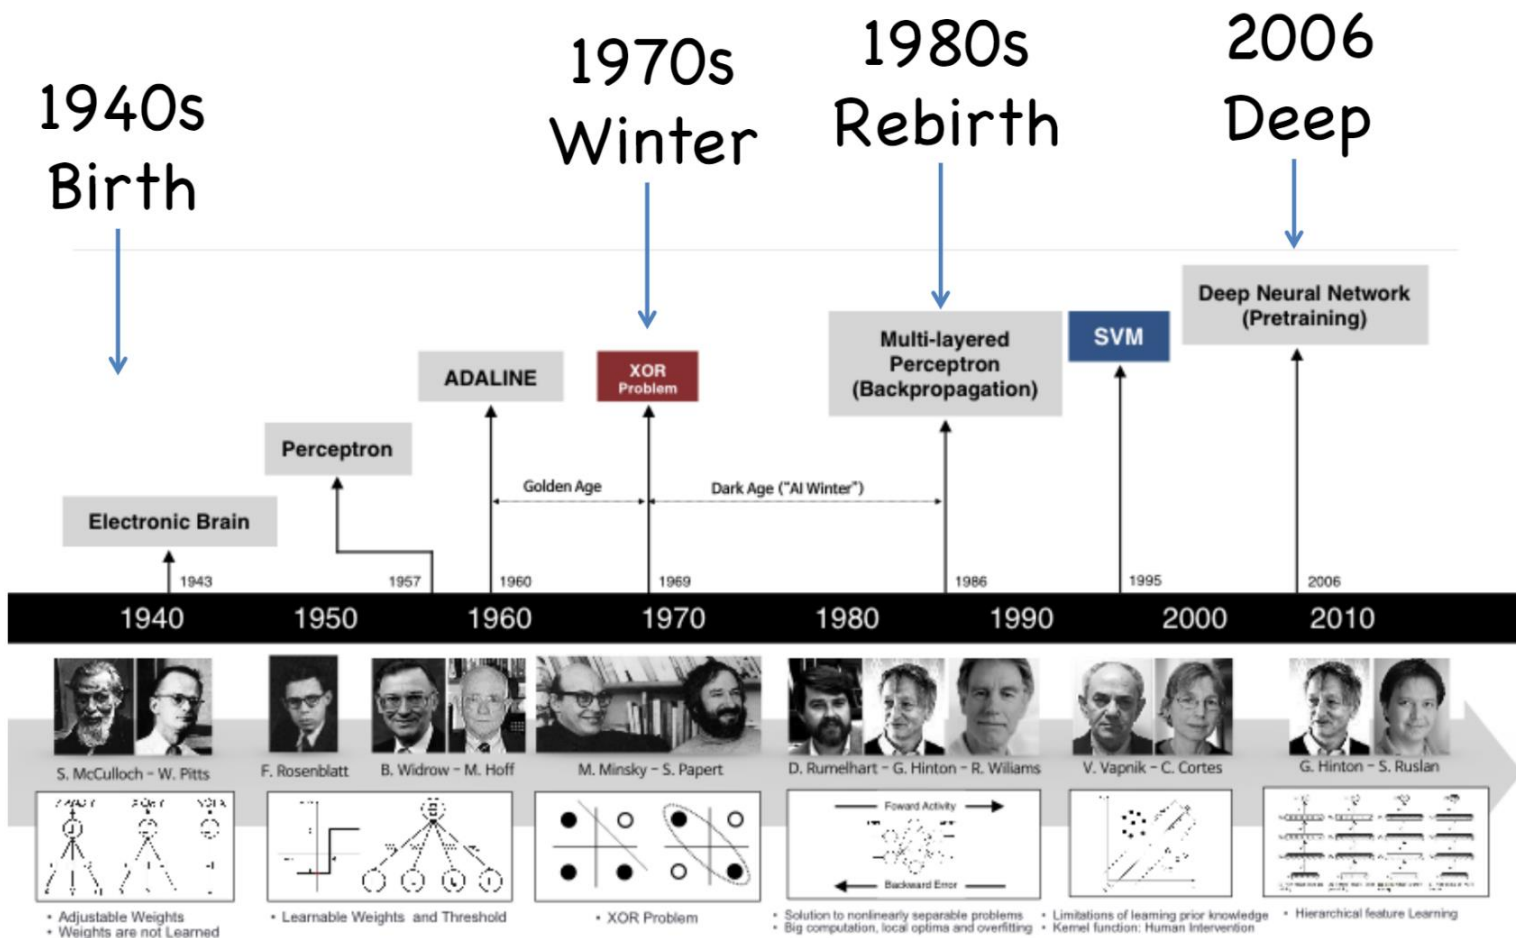 1940s
Birth
1970s
Winter
1980s
Rebirth
2006
Deep
Electronic Brain
Perceptron
ADALINE
XOR
Problem
Multi-layered
Perceptron
(Backpropagation)
SVM
Deep Neural Network
(Pretraining)
Golden Age
Dark Age ("AI Winter")
1943
1957
1960
1969
1986
1995
2006
1940
1950
1960
1970
1980
1990
2000
2010
S. McCulloch – W. Pitts
F. Rosenblatt
B. Widrow – M. Hoff
M. Minsky – S. Papert
D. Rumelhart – G. Hinton – R. Wiliams
V. Vapnik – C. Cortes
G. Hinton – S. Ruslan
Foward Activity
Backward Error
• Adjustable Weights
• Weights are not Learned
• Learnable Weights and Threshold
• XOR Problem
• Solution to nonlinearly separable problems
• Big computation, local optima and overfitting
• Limitations of learning prior knowledge
• Kernel function: Human Intervention
• Hierarchical feature Learning